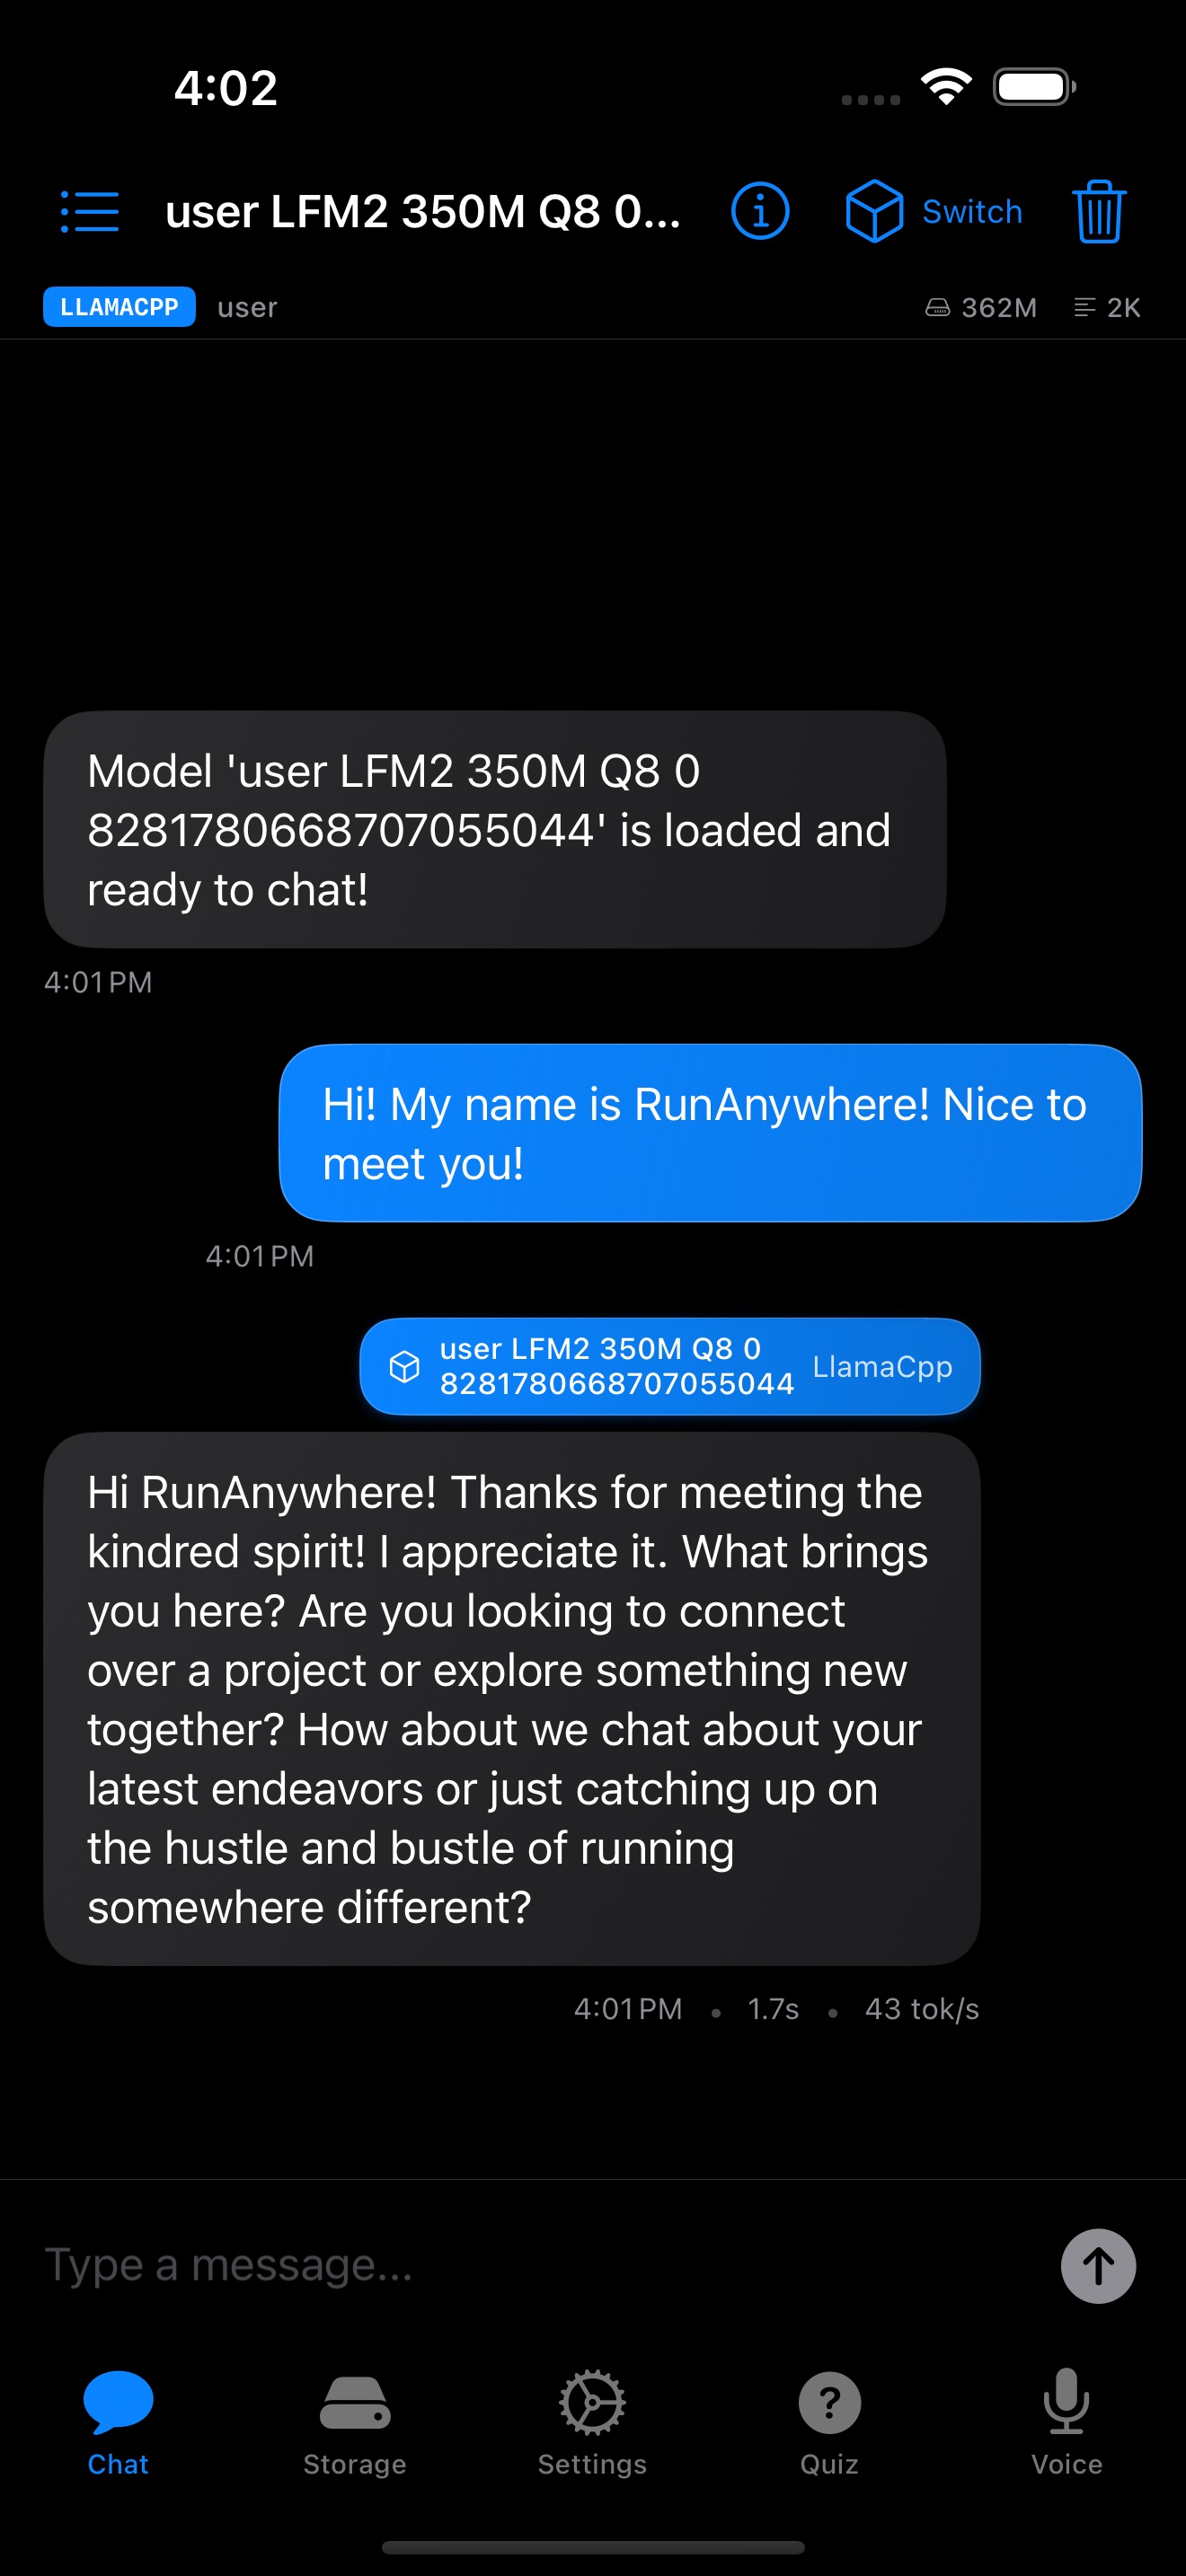 4:02
user LFM2 350M Q8 0...
Switch
LLAMACPP user 362M 2K
Model 'user LFM2 350M Q8 0
8281780668707055044' is loaded and
ready to chat!
4:01 PM
Hi! My name is RunAnywhere! Nice to
meet you!
4:01 PM
user LFM2 350M Q8 0
8281780668707055044
LlamaCpp
Hi RunAnywhere! Thanks for meeting the
kindred spirit! I appreciate it. What brings
you here? Are you looking to connect
over a project or explore something new
together? How about we chat about your
latest endeavors or just catching up on
the hustle and bustle of running
somewhere different?
4:01 PM • 1.7s • 43 tok/s
Type a message...
Chat Storage Settings Quiz Voice